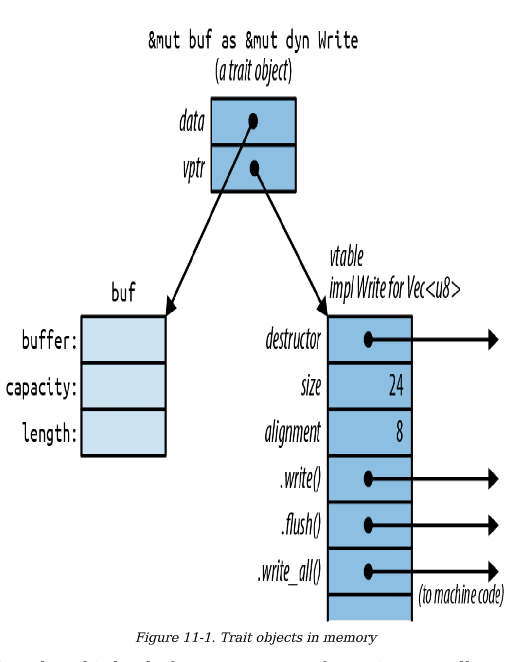 &mut buf as &mut dyn Write
(a trait object)
data
vptr
vtable
impl Write for Vec<u8>
buf
buffer:
capacity:
length:
destructor
size 24
alignment 8
.write()
.flush()
.write_all()
(to machine code)
Figure 11-1. Trait objects in memory